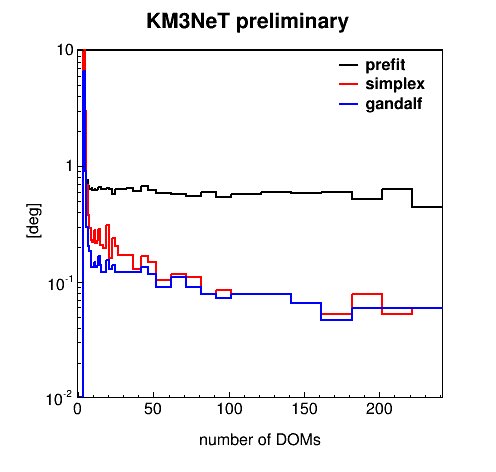 KM3NeT preliminary
prefit
simplex
gandalf
[deg]
10
1
10⁻¹
10⁻²
0 50 100 150 200
number of DOMs